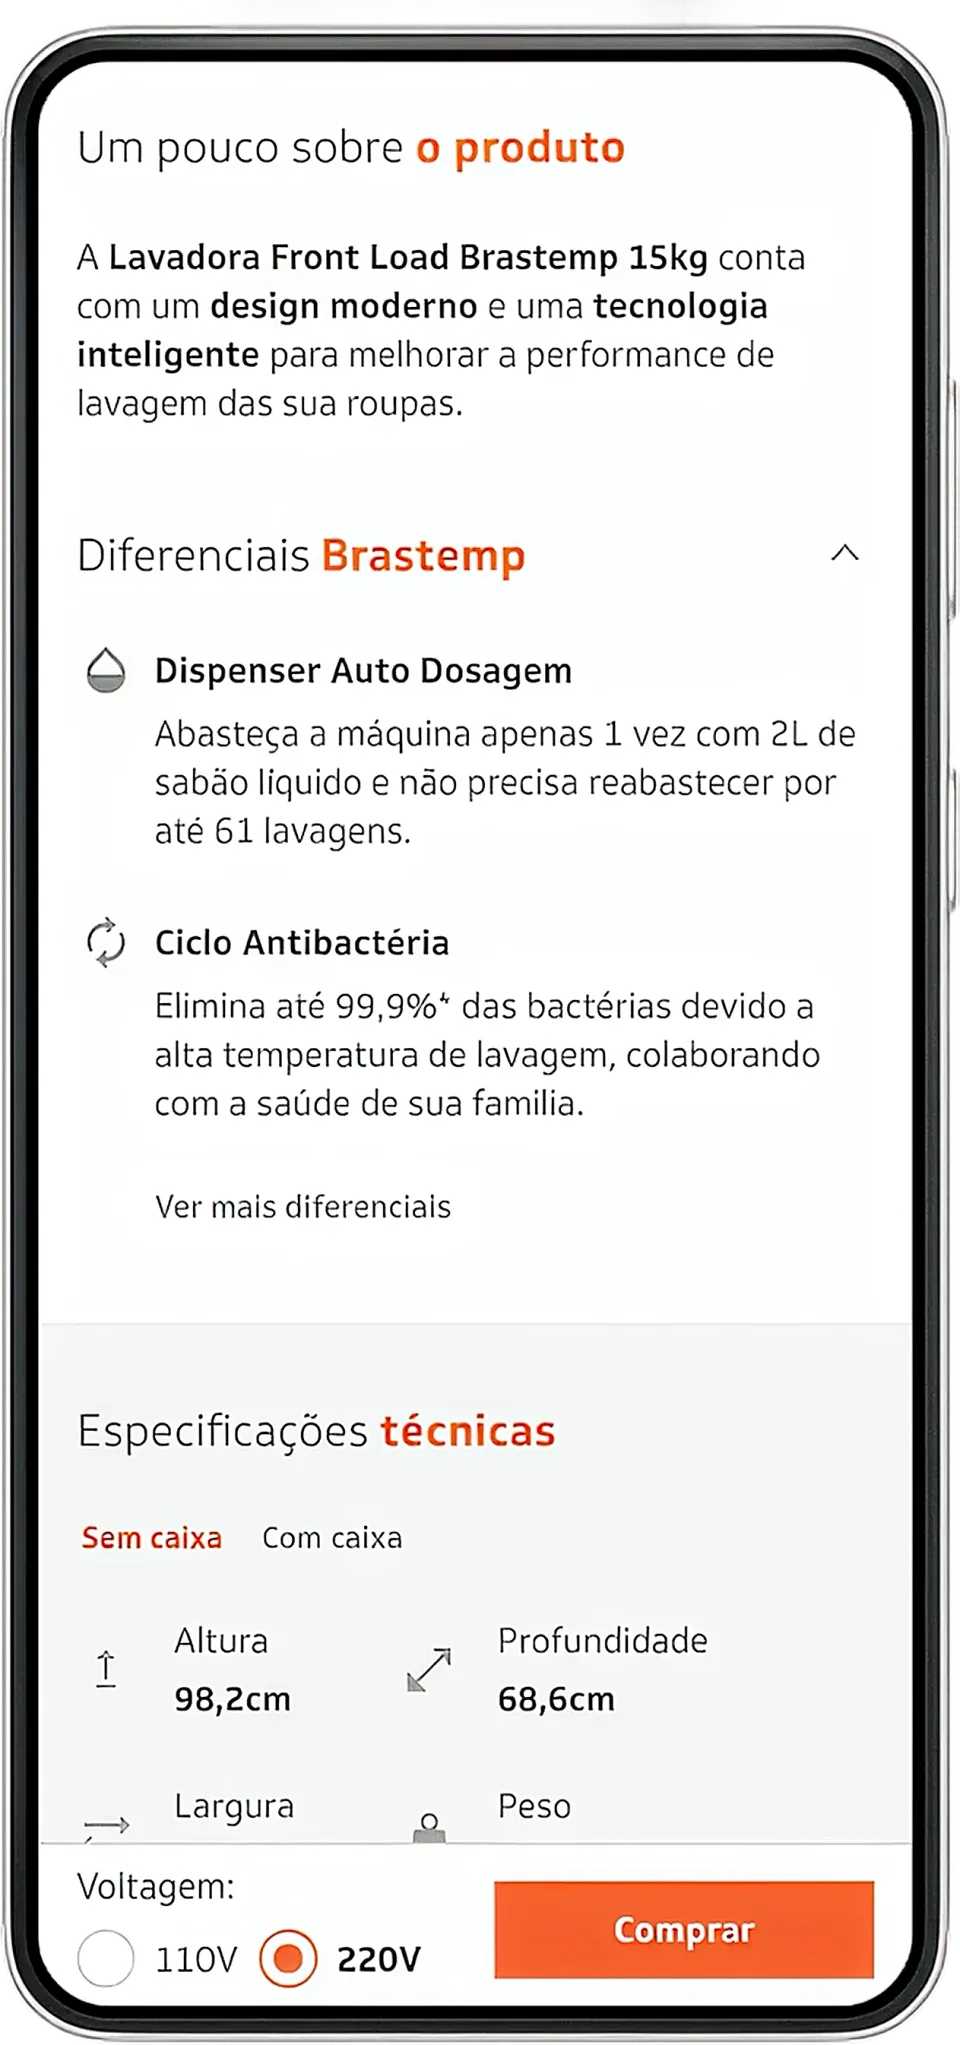 Um pouco sobre o produto
A Lavadora Front Load Brastemp 15kg conta
com um design moderno e uma tecnologia
inteligente para melhorar a performance de
lavagem das sua roupas.
Diferenciais Brastemp
Dispenser Auto Dosagem
Abasteça a máquina apenas 1 vez com 2L de
sabão líquido e não precisa reabastecer por
até 61 lavagens.
Ciclo Antibactéria
Elimina até 99,9%⁴ das bactérias devido a
alta temperatura de lavagem, colaborando
com a saúde de sua familia.
Ver mais diferenciais
Especificações técnicas
Sem caixa Com caixa
Altura Profundidade
98,2cm 68,6cm
Largura Peso
Voltagem:
110V 220V Comprar